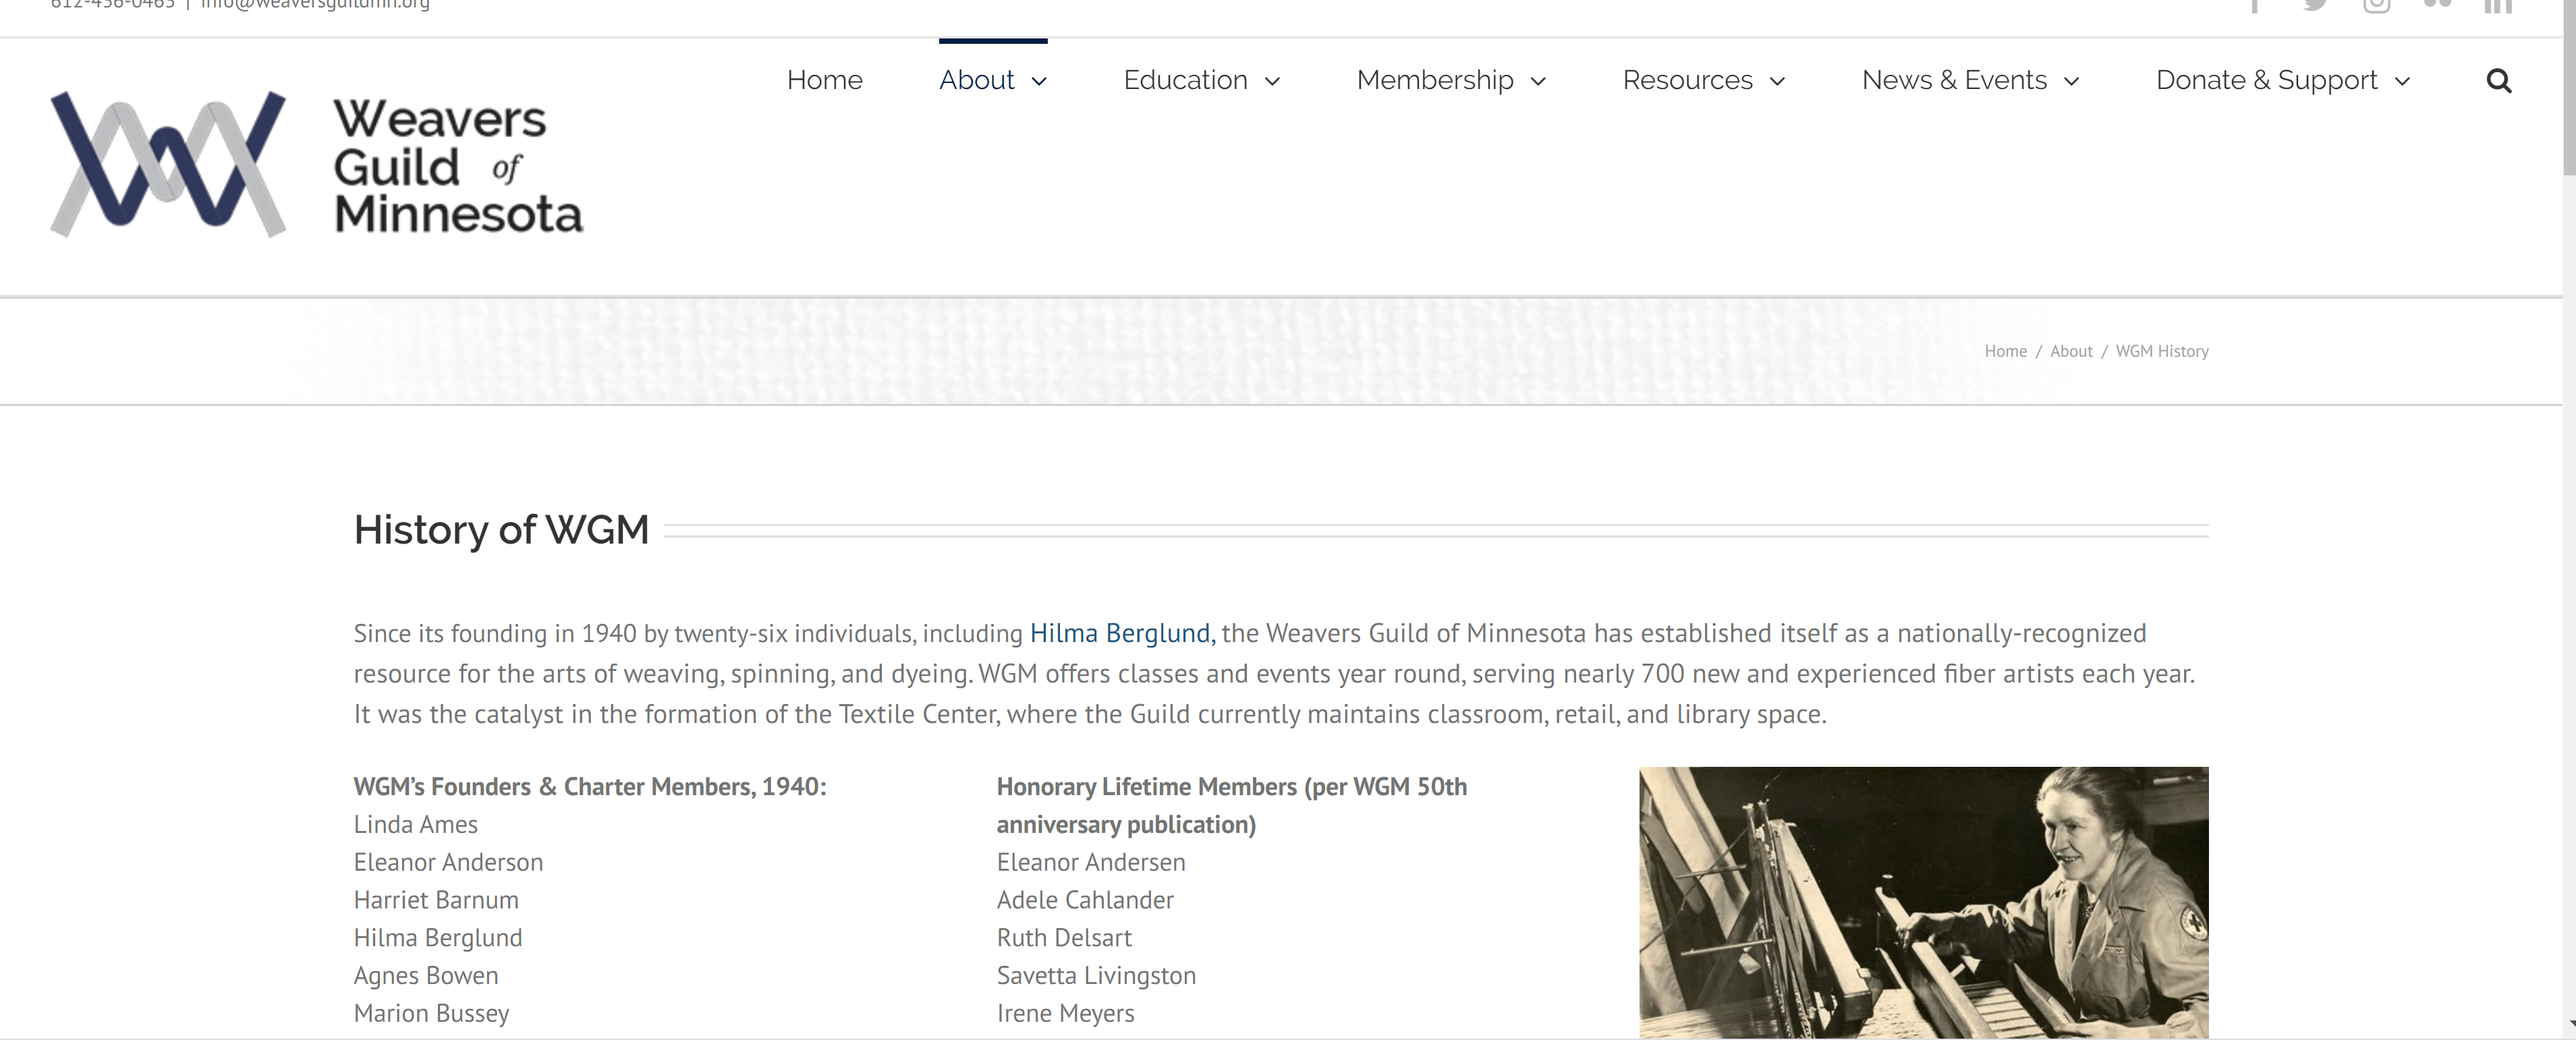 612-436-0463 | info@weaversguildmn.org
Home About Education Membership Resources News & Events Donate & Support
Weavers
Guild of
Minnesota
Home / About / WGM History
History of WGM
Since its founding in 1940 by twenty-six individuals, including Hilma Berglund, the Weavers Guild of Minnesota has established itself as a nationally-recognized
resource for the arts of weaving, spinning, and dyeing. WGM offers classes and events year round, serving nearly 700 new and experienced fiber artists each year.
It was the catalyst in the formation of the Textile Center, where the Guild currently maintains classroom, retail, and library space.
WGM’s Founders & Charter Members, 1940:
Linda Ames
Eleanor Anderson
Harriet Barnum
Hilma Berglund
Agnes Bowen
Marion Bussey
Honorary Lifetime Members (per WGM 50th
anniversary publication)
Eleanor Andersen
Adele Cahlander
Ruth Delsart
Savetta Livingston
Irene Meyers